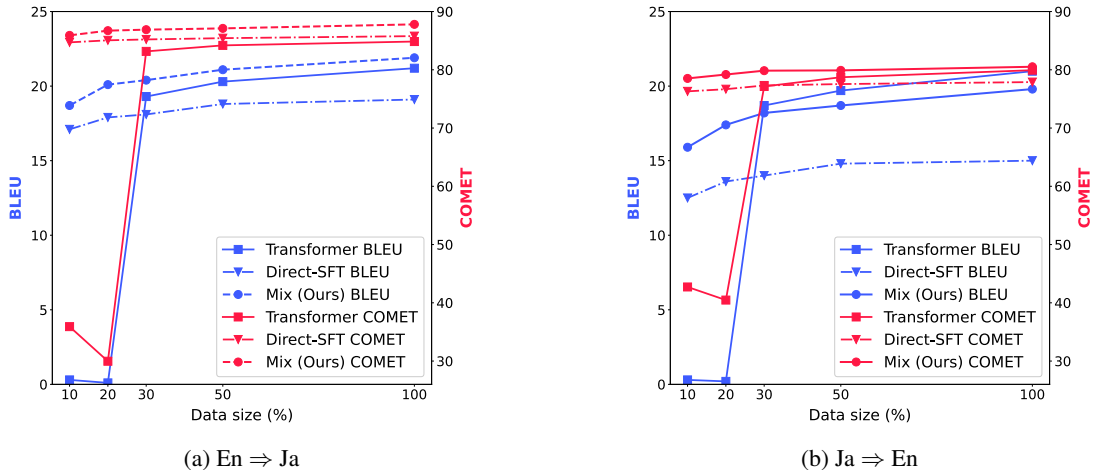 25
20
15
10
5
0
BLEU
90
80
70
60
50
40
30
COMET
Transformer BLEU
Direct-SFT BLEU
Mix (Ours) BLEU
Transformer COMET
Direct-SFT COMET
Mix (Ours) COMET
10 20 30 50 100
Data size (%)
(a) En ⇒ Ja
25
20
15
10
5
0
BLEU
90
80
70
60
50
40
30
COMET
Transformer BLEU
Direct-SFT BLEU
Mix (Ours) BLEU
Transformer COMET
Direct-SFT COMET
Mix (Ours) COMET
10 20 30 50 100
Data size (%)
(b) Ja ⇒ En